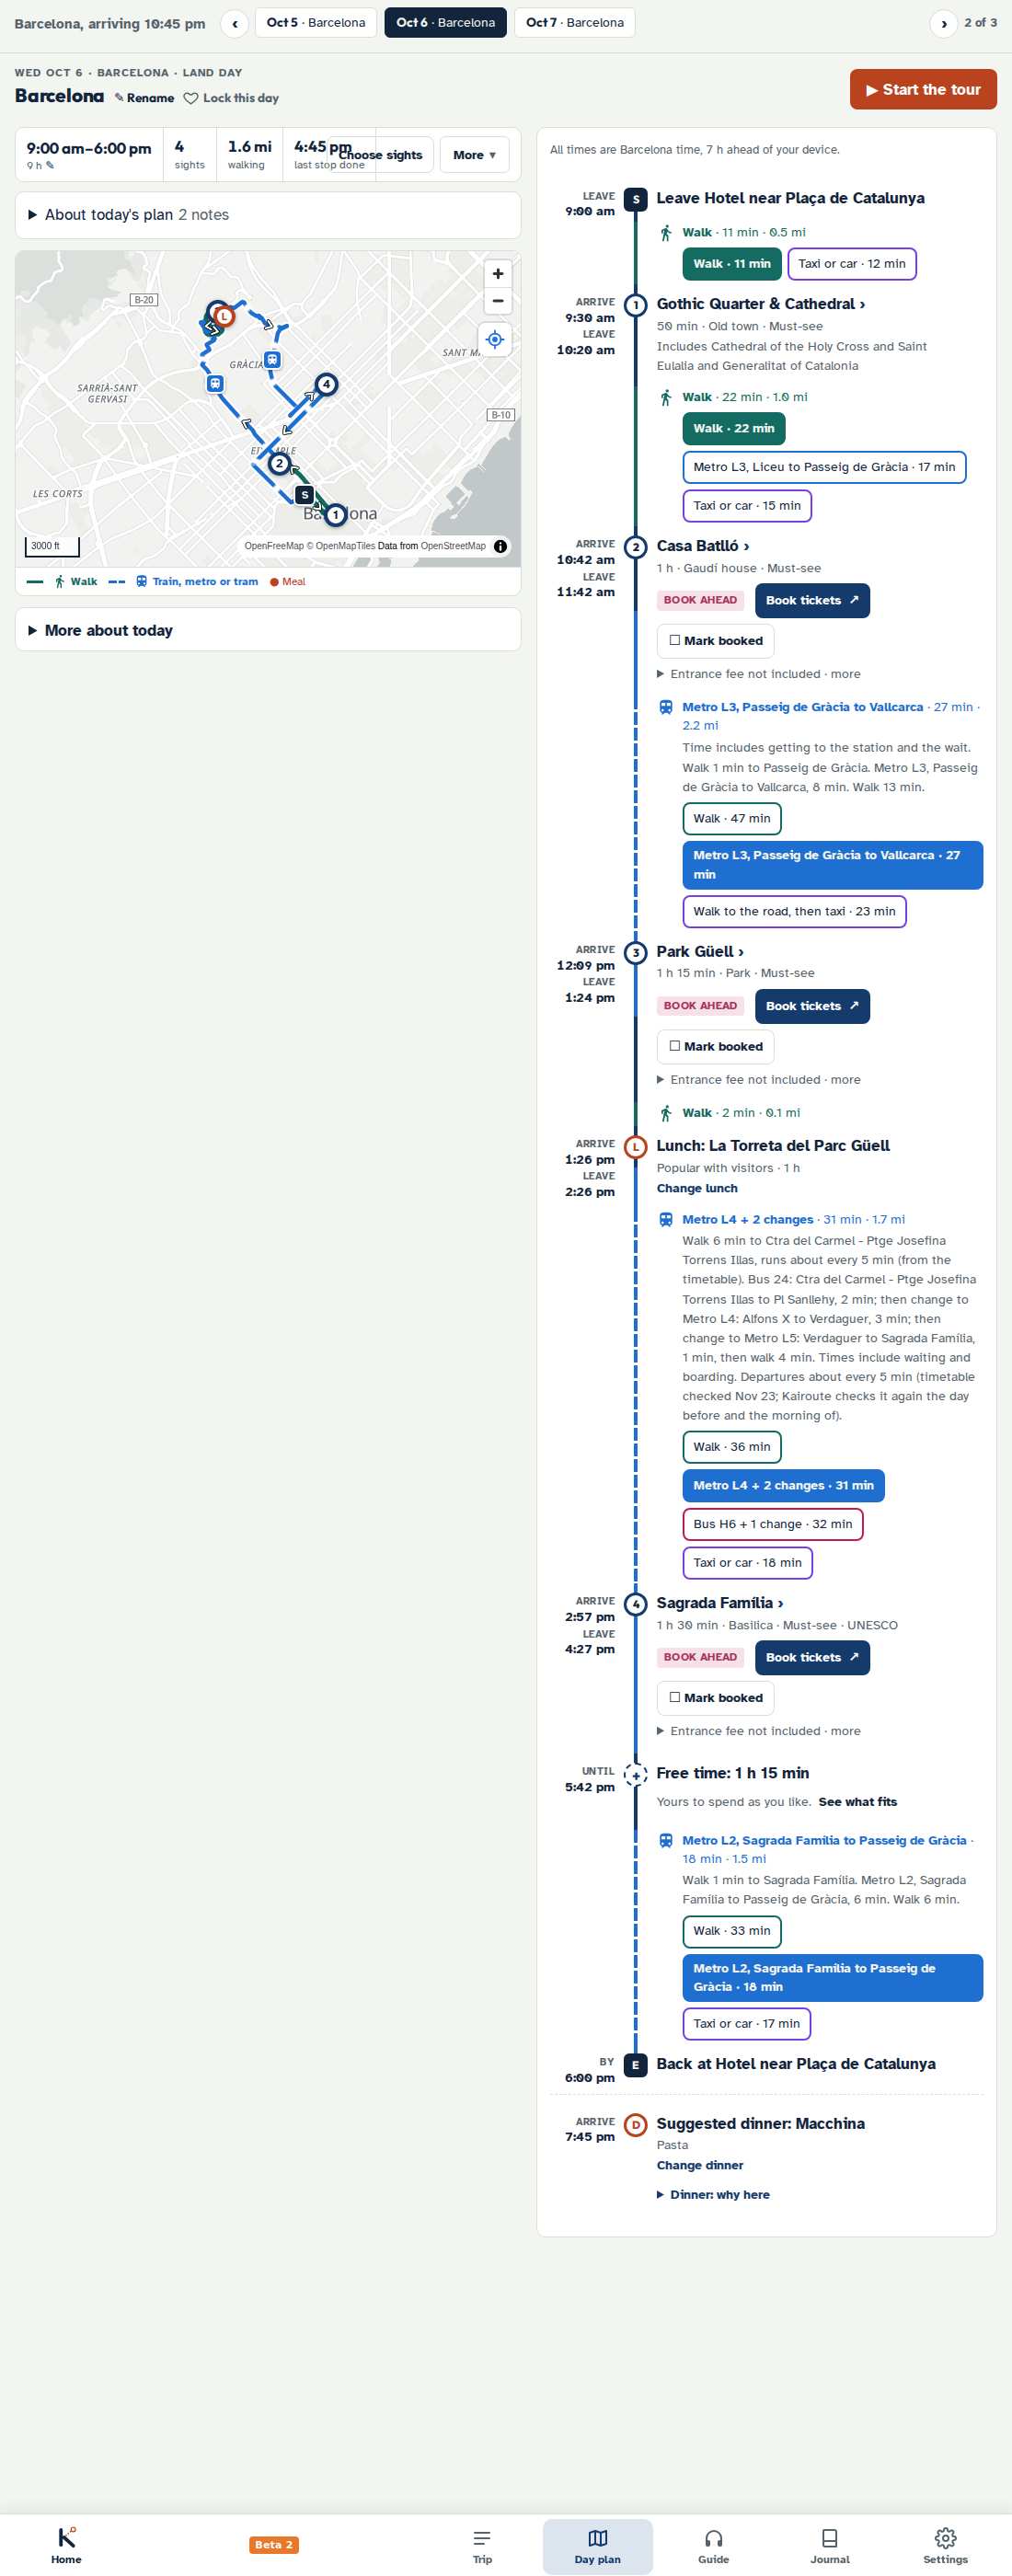 Barcelona, arriving 10:45 pm
‹
Oct 5 · Barcelona
Oct 6 · Barcelona
Oct 7 · Barcelona
›
2 of 3
WED OCT 6 · BARCELONA · LAND DAY
Barcelona ✎ Rename ♡ Lock this day
▶ Start the tour
9:00 am–6:00 pm
9 h ✎
4
sights
1.6 mi
walking
4:45 pm
last stop done
Choose sights
More ▾
▶ About today's plan 2 notes
B-20
GRÀCIA
SARRIÀ-SANT
GERVASI
B-10
LES CORTS
L
4
2
S
1
+
−
3000 ft
OpenFreeMap © OpenMapTiles Data from OpenStreetMap
Walk
Train, metro or tram
Meal
▶ More about today
All times are Barcelona time, 7 h ahead of your device.
LEAVE
9:00 am
S
Leave Hotel near Plaça de Catalunya
Walk · 11 min · 0.5 mi
Walk · 11 min
Taxi or car · 12 min
ARRIVE
9:30 am
LEAVE
10:20 am
1
Gothic Quarter & Cathedral ›
50 min · Old town · Must-see
Includes Cathedral of the Holy Cross and Saint
Eulalia and Generalitat of Catalonia
Walk · 22 min · 1.0 mi
Walk · 22 min
Metro L3, Liceu to Passeig de Gràcia · 17 min
Taxi or car · 15 min
ARRIVE
10:42 am
LEAVE
11:42 am
2
Casa Batlló ›
1 h · Gaudí house · Must-see
BOOK AHEAD
Book tickets ↗
☐ Mark booked
▶ Entrance fee not included · more
Metro L3, Passeig de Gràcia to Vallcarca · 27 min ·
2.2 mi
Time includes getting to the station and the wait.
Walk 1 min to Passeig de Gràcia. Metro L3, Passeig
de Gràcia to Vallcarca, 8 min. Walk 13 min.
Walk · 47 min
Metro L3, Passeig de Gràcia to Vallcarca · 27
min
Walk to the road, then taxi · 23 min
ARRIVE
12:09 pm
LEAVE
1:24 pm
3
Park Güell ›
1 h 15 min · Park · Must-see
BOOK AHEAD
Book tickets ↗
☐ Mark booked
▶ Entrance fee not included · more
Walk · 2 min · 0.1 mi
ARRIVE
1:26 pm
LEAVE
2:26 pm
L
Lunch: La Torreta del Parc Güell
Popular with visitors · 1 h
Change lunch
Metro L4 + 2 changes · 31 min · 1.7 mi
Walk 6 min to Ctra del Carmel - Ptge Josefina
Torrens Illas, runs about every 5 min (from the
timetable). Bus 24: Ctra del Carmel - Ptge Josefina
Torrens Illas to Pl Sanllehy, 2 min; then change to
Metro L4: Alfons X to Verdaguer, 3 min; then
change to Metro L5: Verdaguer to Sagrada Família,
1 min, then walk 4 min. Times include waiting and
boarding. Departures about every 5 min (timetable
checked Nov 23; Kairoute checks it again the day
before and the morning of).
Walk · 36 min
Metro L4 + 2 changes · 31 min
Bus H6 + 1 change · 32 min
Taxi or car · 18 min
ARRIVE
2:57 pm
LEAVE
4:27 pm
4
Sagrada Família ›
1 h 30 min · Basilica · Must-see · UNESCO
BOOK AHEAD
Book tickets ↗
☐ Mark booked
▶ Entrance fee not included · more
UNTIL
5:42 pm
+
Free time: 1 h 15 min
Yours to spend as you like. See what fits
Metro L2, Sagrada Família to Passeig de Gràcia ·
18 min · 1.5 mi
Walk 1 min to Sagrada Família. Metro L2, Sagrada
Família to Passeig de Gràcia, 6 min. Walk 6 min.
Walk · 33 min
Metro L2, Sagrada Família to Passeig de
Gràcia · 18 min
Taxi or car · 17 min
BY
6:00 pm
E
Back at Hotel near Plaça de Catalunya
ARRIVE
7:45 pm
D
Suggested dinner: Macchina
Pasta
Change dinner
▶ Dinner: why here
Home
Beta 2
Trip
Day plan
Guide
Journal
Settings